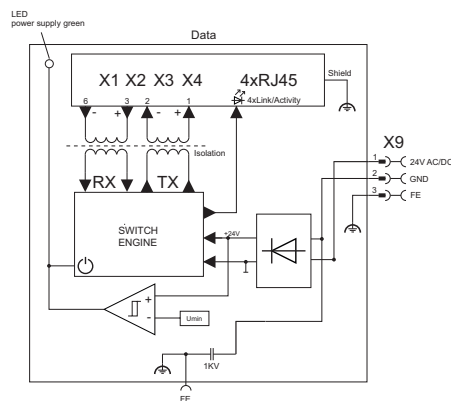 LED
power supply green
Data
X1 X2 X3 X4 4xRJ45
Shield
6 - + 3 2 - + 1 4xLink/Activity
Isolation
RX TX
X9
1 24V AC/DC
2 GND
3 FE
SWITCH
ENGINE
+24V
+
-
Umin
1KV
FE